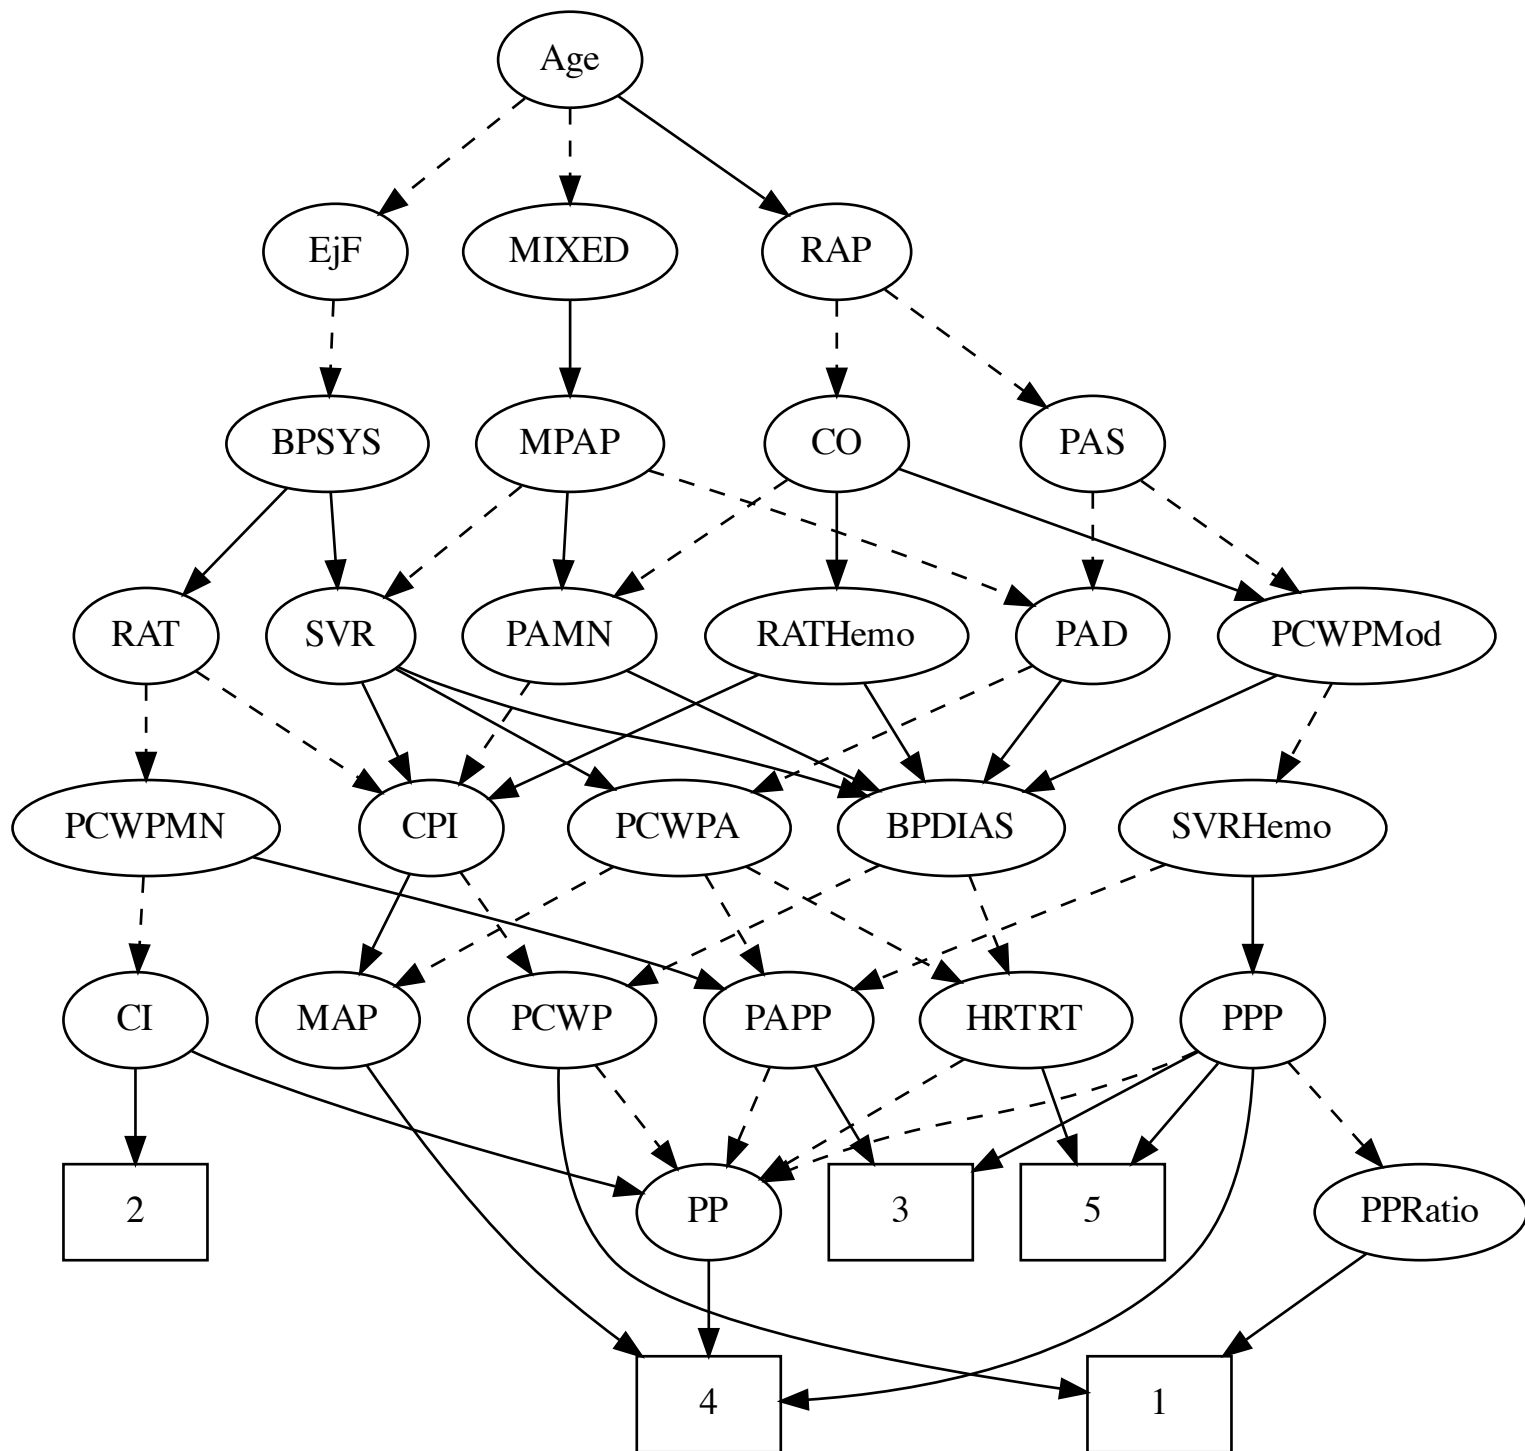 Age
EjF
MIXED
RAP
BPSYS
MPAP
CO
PAS
RAT
SVR
PAMN
RATHemo
PAD
PCWPMod
PCWPMN
CPI
PCWPA
BPDIAS
SVRHemo
CI
MAP
PCWP
PAPP
HRTRT
PPP
2
PP
3
5
PPRatio
4
1